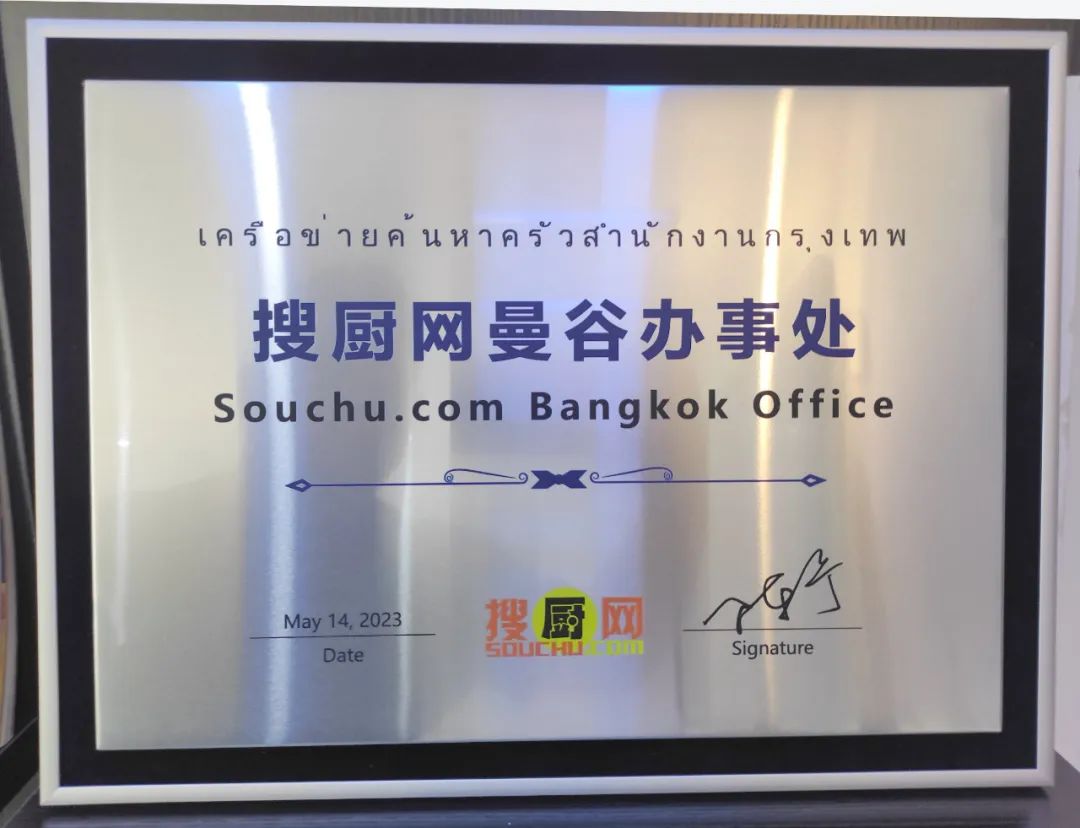 เครือข่ายค้นหาครัวสำนักงานกรุงเทพ
搜厨网曼谷办事处
Souchu.com Bangkok Office
May 14, 2023
Date
搜厨网
SOUCHU.COM
Signature